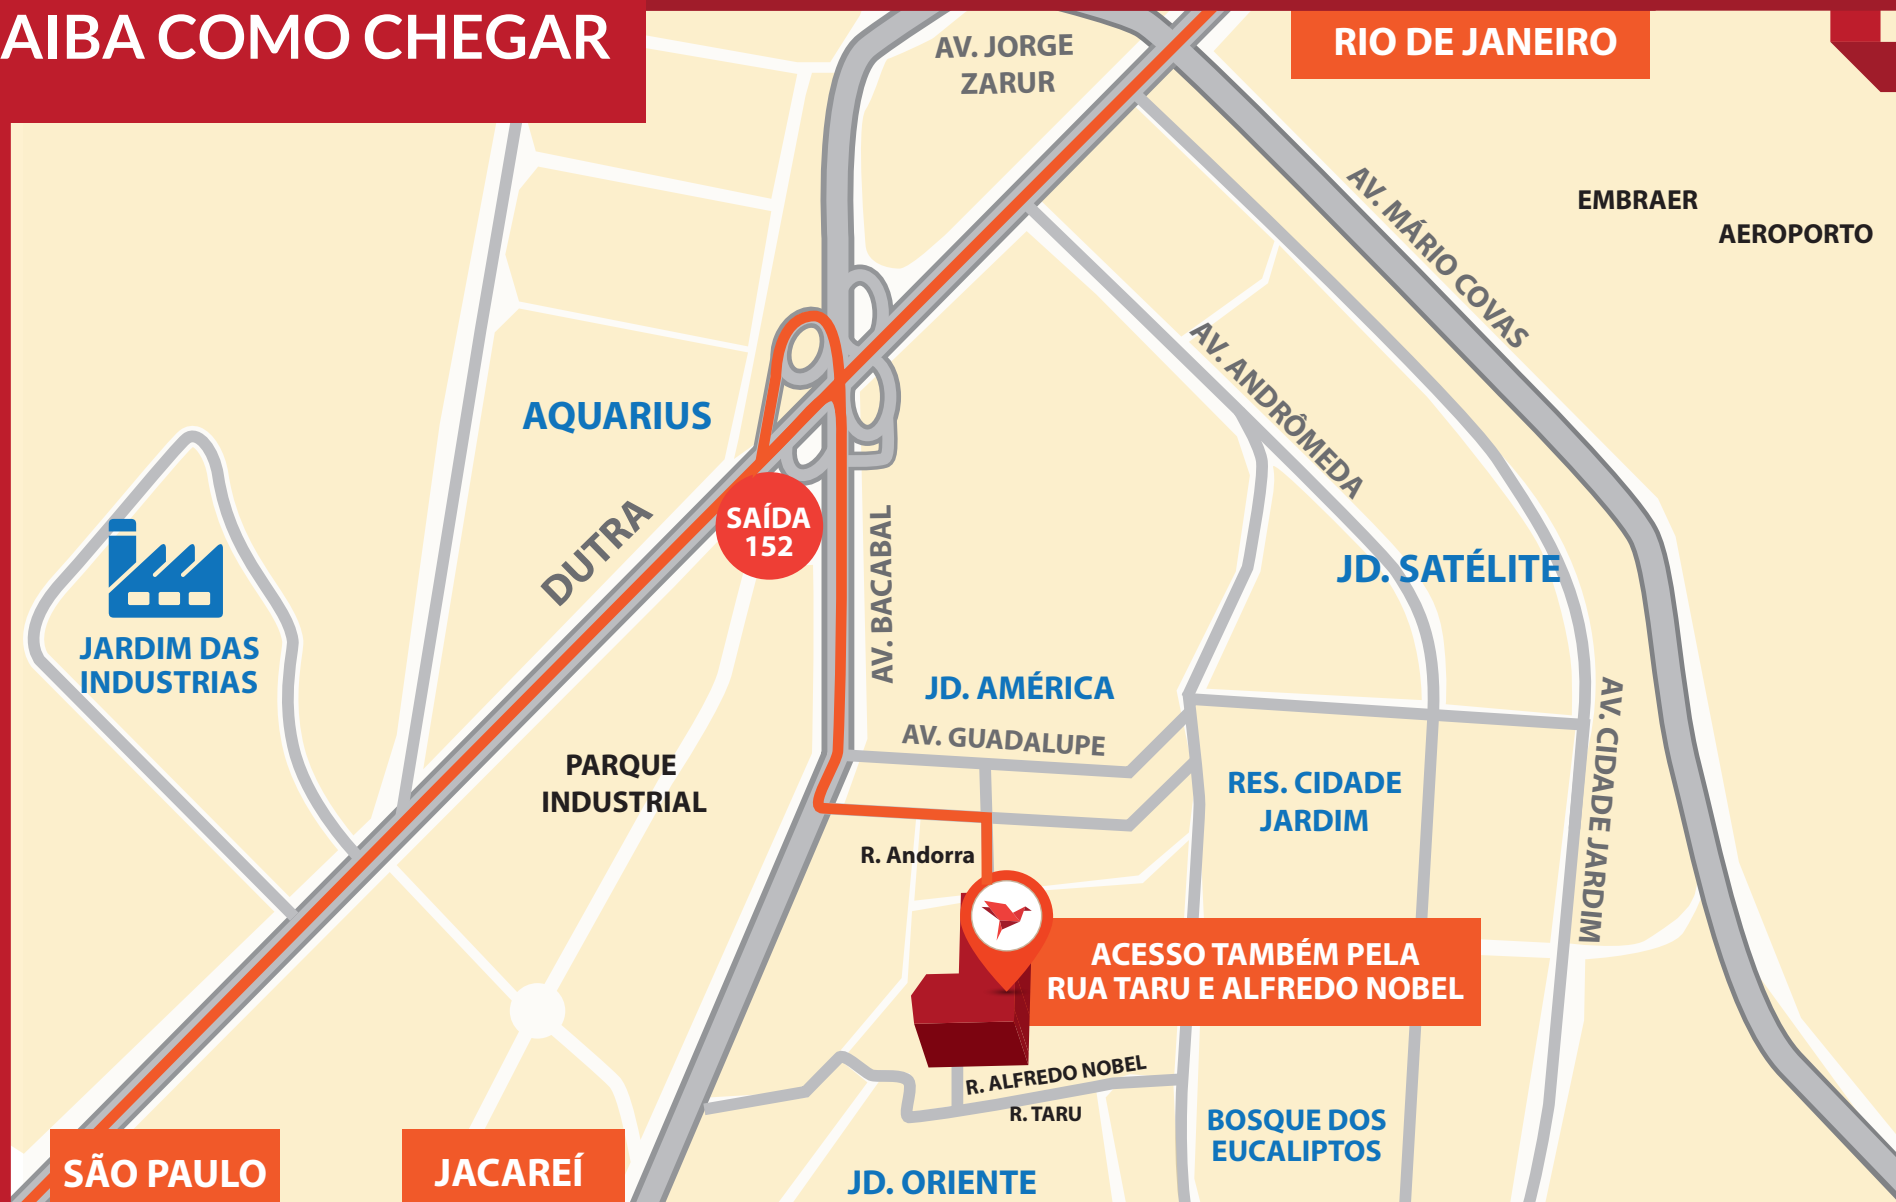 AIBA COMO CHEGAR
AV. JORGE
ZARUR
RIO DE JANEIRO
AV. MÁRIO COVAS
EMBRAER
AEROPORTO
AV. ANDRÔMEDA
AQUARIUS
DUTRA
SAÍDA
152
AV. BACABAL
JD. SATÉLITE
JARDIM DAS
INDUSTRIAS
JD. AMÉRICA
AV. GUADALUPE
AV. CIDADE JARDIM
PARQUE
INDUSTRIAL
RES. CIDADE
JARDIM
R. Andorra
ACESSO TAMBÉM PELA
RUA TARU E ALFREDO NOBEL
R. ALFREDO NOBEL
R. TARU
BOSQUE DOS
EUCALIPTOS
SÃO PAULO
JACAREÍ
JD. ORIENTE